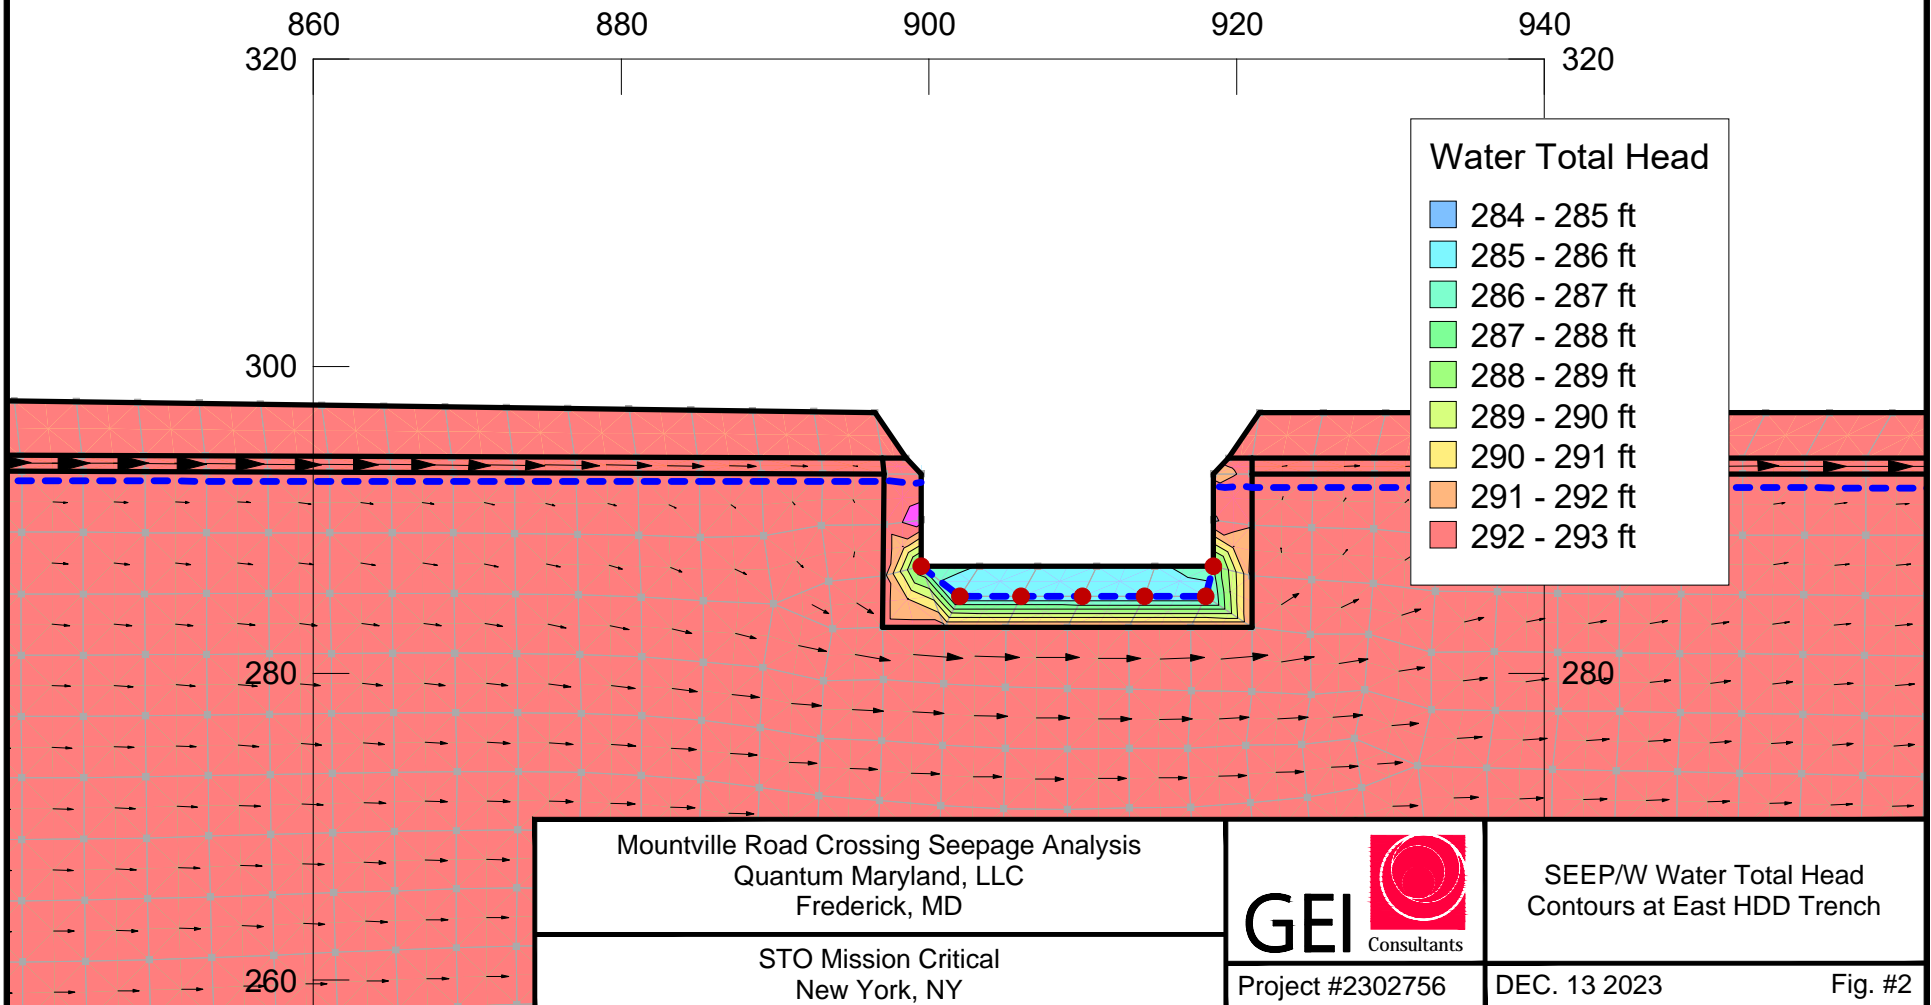 860 880 900 920 940
320 320
Water Total Head
284 - 285 ft
285 - 286 ft
286 - 287 ft
287 - 288 ft
288 - 289 ft
289 - 290 ft
290 - 291 ft
291 - 292 ft
292 - 293 ft
300
280 280
260
Mountville Road Crossing Seepage Analysis
Quantum Maryland, LLC
Frederick, MD
STO Mission Critical
New York, NY
GEI
Consultants
Project #2302756
SEEP/W Water Total Head
Contours at East HDD Trench
DEC. 13 2023 Fig. #2